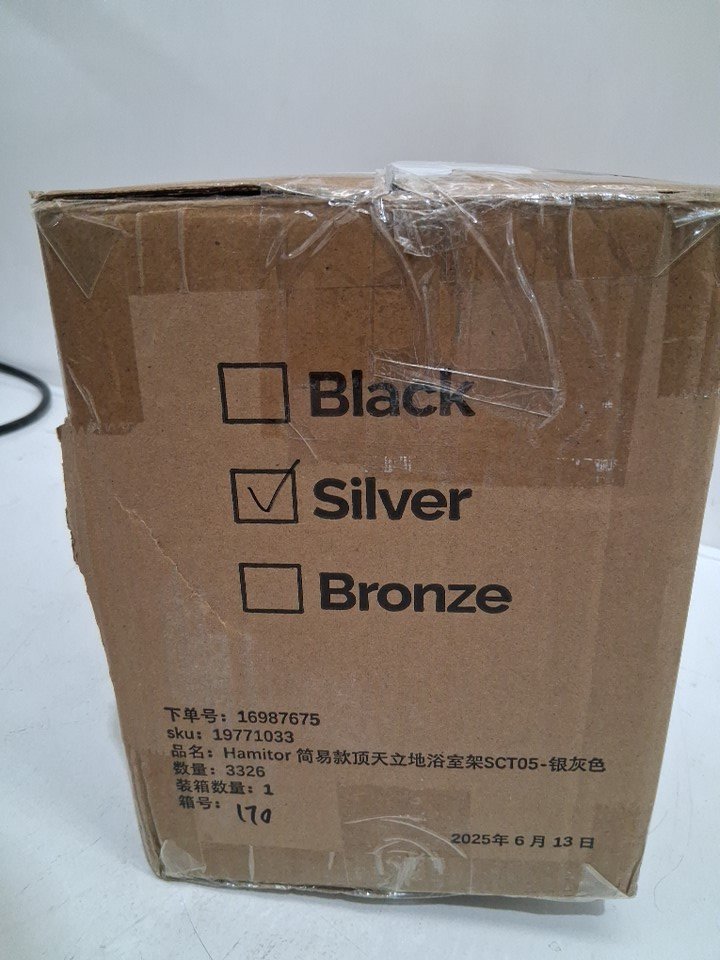 Black
Silver
Bronze
下单号: 16987675
sku: 19771033
品名: Hamitor 简易款顶天立地浴室架SCT05-银灰色
数量: 3326
装箱数量: 1
箱号: 170
2025年 6 月 13 日